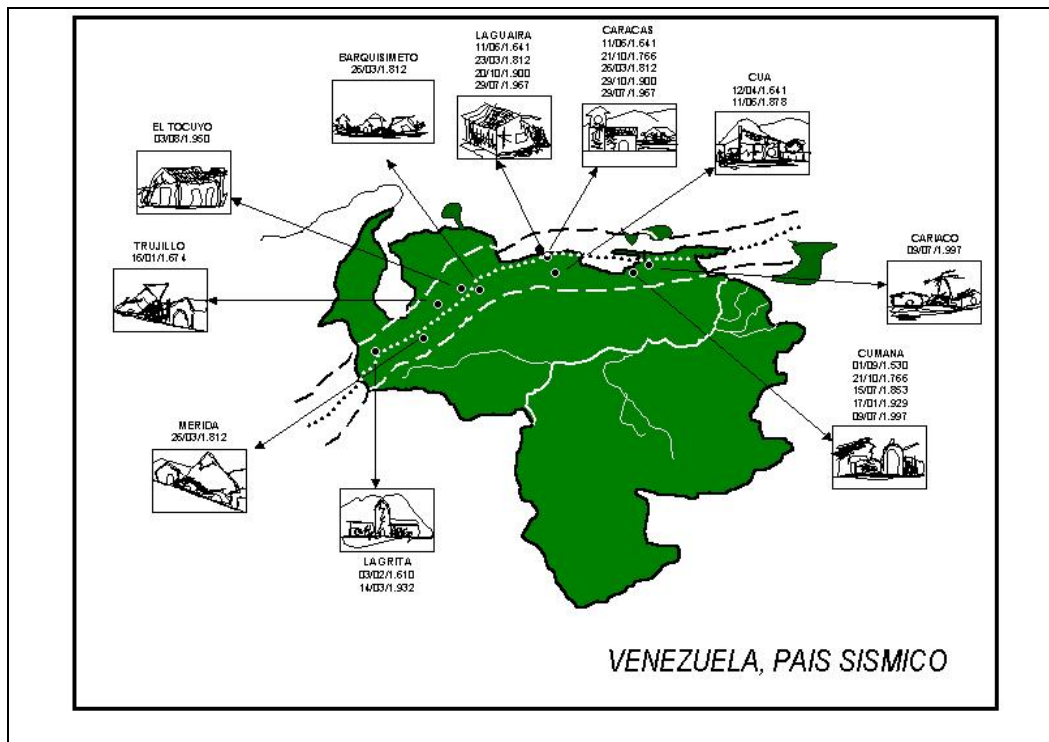 BARQUISIMETO
26/03/1.812
LA GUAIRA
11/06/1.641
23/03/1.812
20/10/1.900
29/07/1.967
CARACAS
11/06/1.641
21/10/1.766
26/03/1.812
29/10/1.900
29/07/1.967
CUA
12/04/1.641
11/06/1.878
EL TOCUYO
03/08/1.950
TRUJILLO
16/01/1.674
CARIACO
09/07/1.997
CUMANA
01/09/1.530
21/10/1.766
15/07/1.853
17/01/1.929
09/07/1.997
MERIDA
26/03/1.812
LA GRITA
03/02/1.610
14/03/1.932
VENEZUELA, PAIS SISMICO